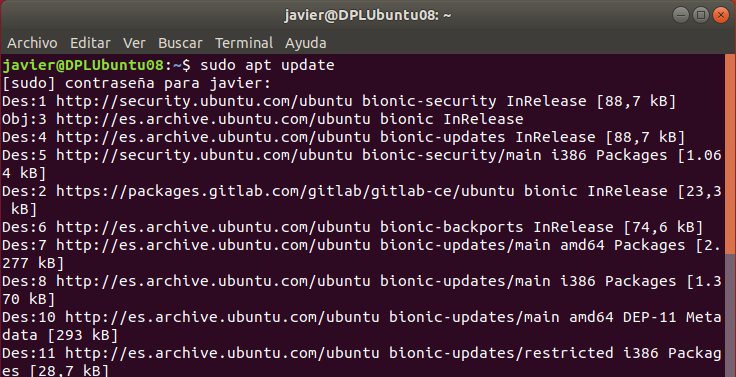 javier@DPLUbuntu08: ~
Archivo Editar Ver Buscar Terminal Ayuda
javier@DPLUbuntu08:~$ sudo apt update
[sudo] contraseña para javier:
Des:1 http://security.ubuntu.com/ubuntu bionic-security InRelease [88,7 kB]
Obj:3 http://es.archive.ubuntu.com/ubuntu bionic InRelease
Des:4 http://es.archive.ubuntu.com/ubuntu bionic-updates InRelease [88,7 kB]
Des:5 http://security.ubuntu.com/ubuntu bionic-security/main i386 Packages [1.06
4 kB]
Des:2 https://packages.gitlab.com/gitlab/gitlab-ce/ubuntu bionic InRelease [23,3
 kB]
Des:6 http://es.archive.ubuntu.com/ubuntu bionic-backports InRelease [74,6 kB]
Des:7 http://es.archive.ubuntu.com/ubuntu bionic-updates/main amd64 Packages [2.
277 kB]
Des:8 http://es.archive.ubuntu.com/ubuntu bionic-updates/main i386 Packages [1.3
70 kB]
Des:10 http://es.archive.ubuntu.com/ubuntu bionic-updates/main amd64 DEP-11 Meta
data [293 kB]
Des:11 http://es.archive.ubuntu.com/ubuntu bionic-updates/restricted i386 Packag
es [28,7 kB]